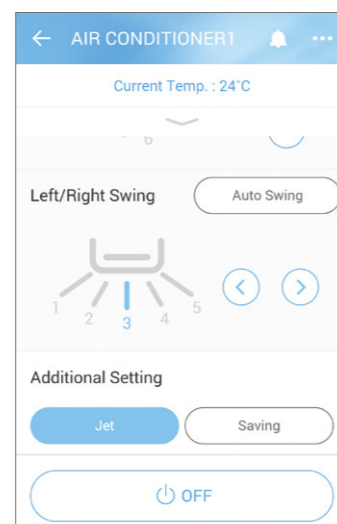 AIR CONDITIONER1
Current Temp. : 24°C
6
Left/Right Swing Auto Swing
1 2 3 4 5
Additional Setting
Jet Saving
OFF